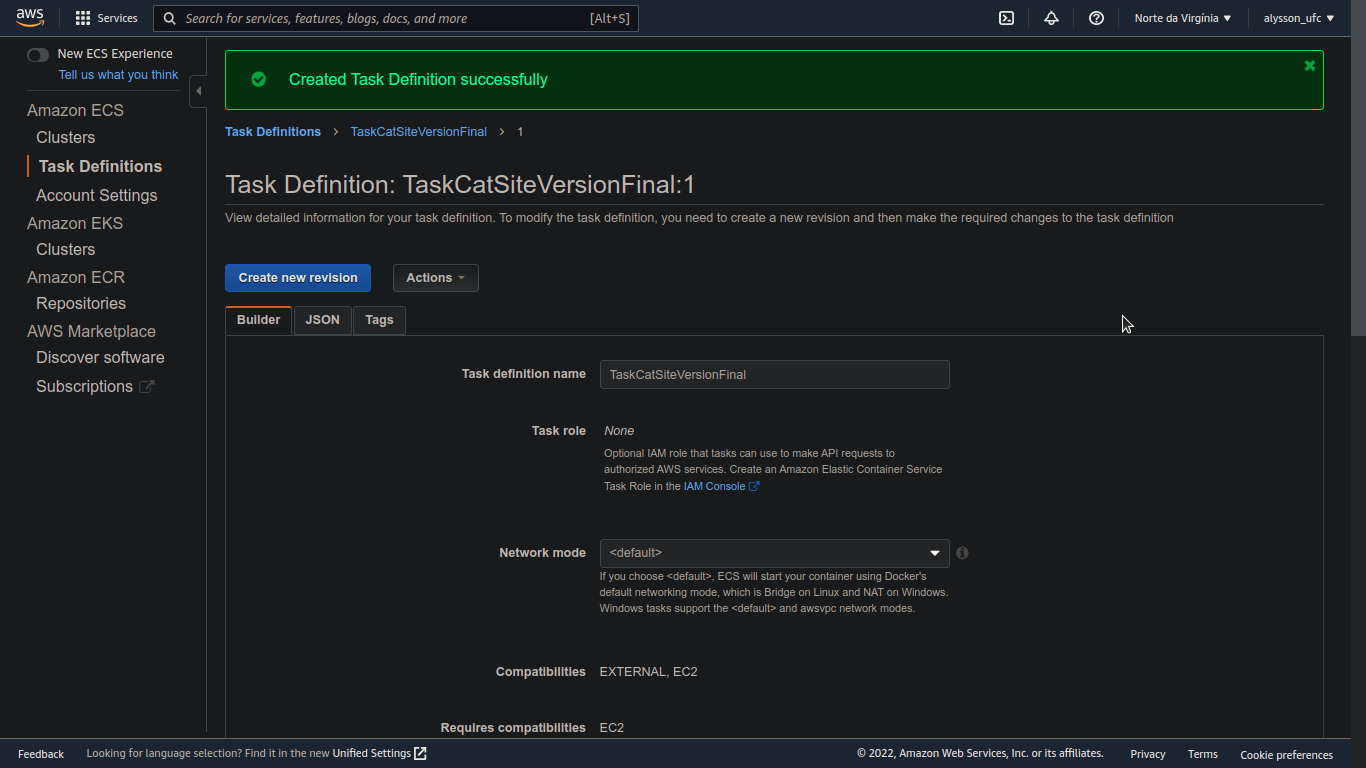 aws
Services
Search for services, features, blogs, docs, and more
[Alt+S]
Norte da Virgínia
alysson_ufc
New ECS Experience
Tell us what you think
Amazon ECS
Clusters
Task Definitions
Account Settings
Amazon EKS
Clusters
Amazon ECR
Repositories
AWS Marketplace
Discover software
Subscriptions
Created Task Definition successfully
Task Definitions > TaskCatSiteVersionFinal > 1
Task Definition: TaskCatSiteVersionFinal:1
View detailed information for your task definition. To modify the task definition, you need to create a new revision and then make the required changes to the task definition
Create new revision
Actions
Builder
JSON
Tags
Task definition name
TaskCatSiteVersionFinal
Task role
None
Optional IAM role that tasks can use to make API requests to
authorized AWS services. Create an Amazon Elastic Container Service
Task Role in the IAM Console
Network mode
<default>
If you choose <default>, ECS will start your container using Docker's
default networking mode, which is Bridge on Linux and NAT on Windows.
Windows tasks support the <default> and awsvpc network modes.
Compatibilities
EXTERNAL, EC2
Requires compatibilities
EC2
Feedback
Looking for language selection? Find it in the new Unified Settings
© 2022, Amazon Web Services, Inc. or its affiliates.
Privacy
Terms
Cookie preferences